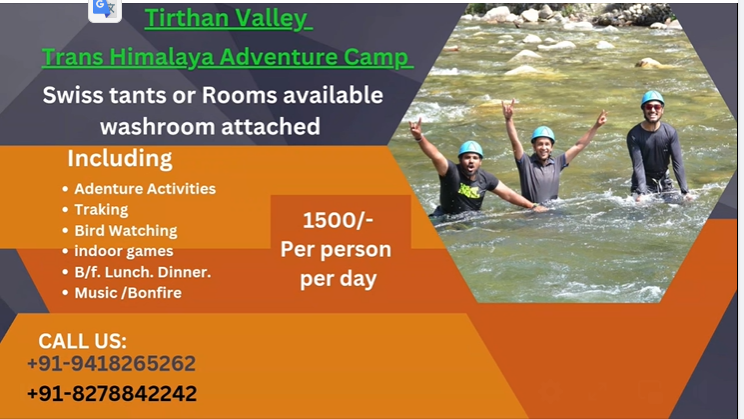 Tirthan Valley
Trans Himalaya Adventure Camp
Swiss tants or Rooms available
washroom attached
Including
• Adenture Activities
• Traking
• Bird Watching
• indoor games
• B/f. Lunch. Dinner.
• Music /Bonfire
1500/-
Per person
per day
CALL US:
+91-9418265262
+91-8278842242